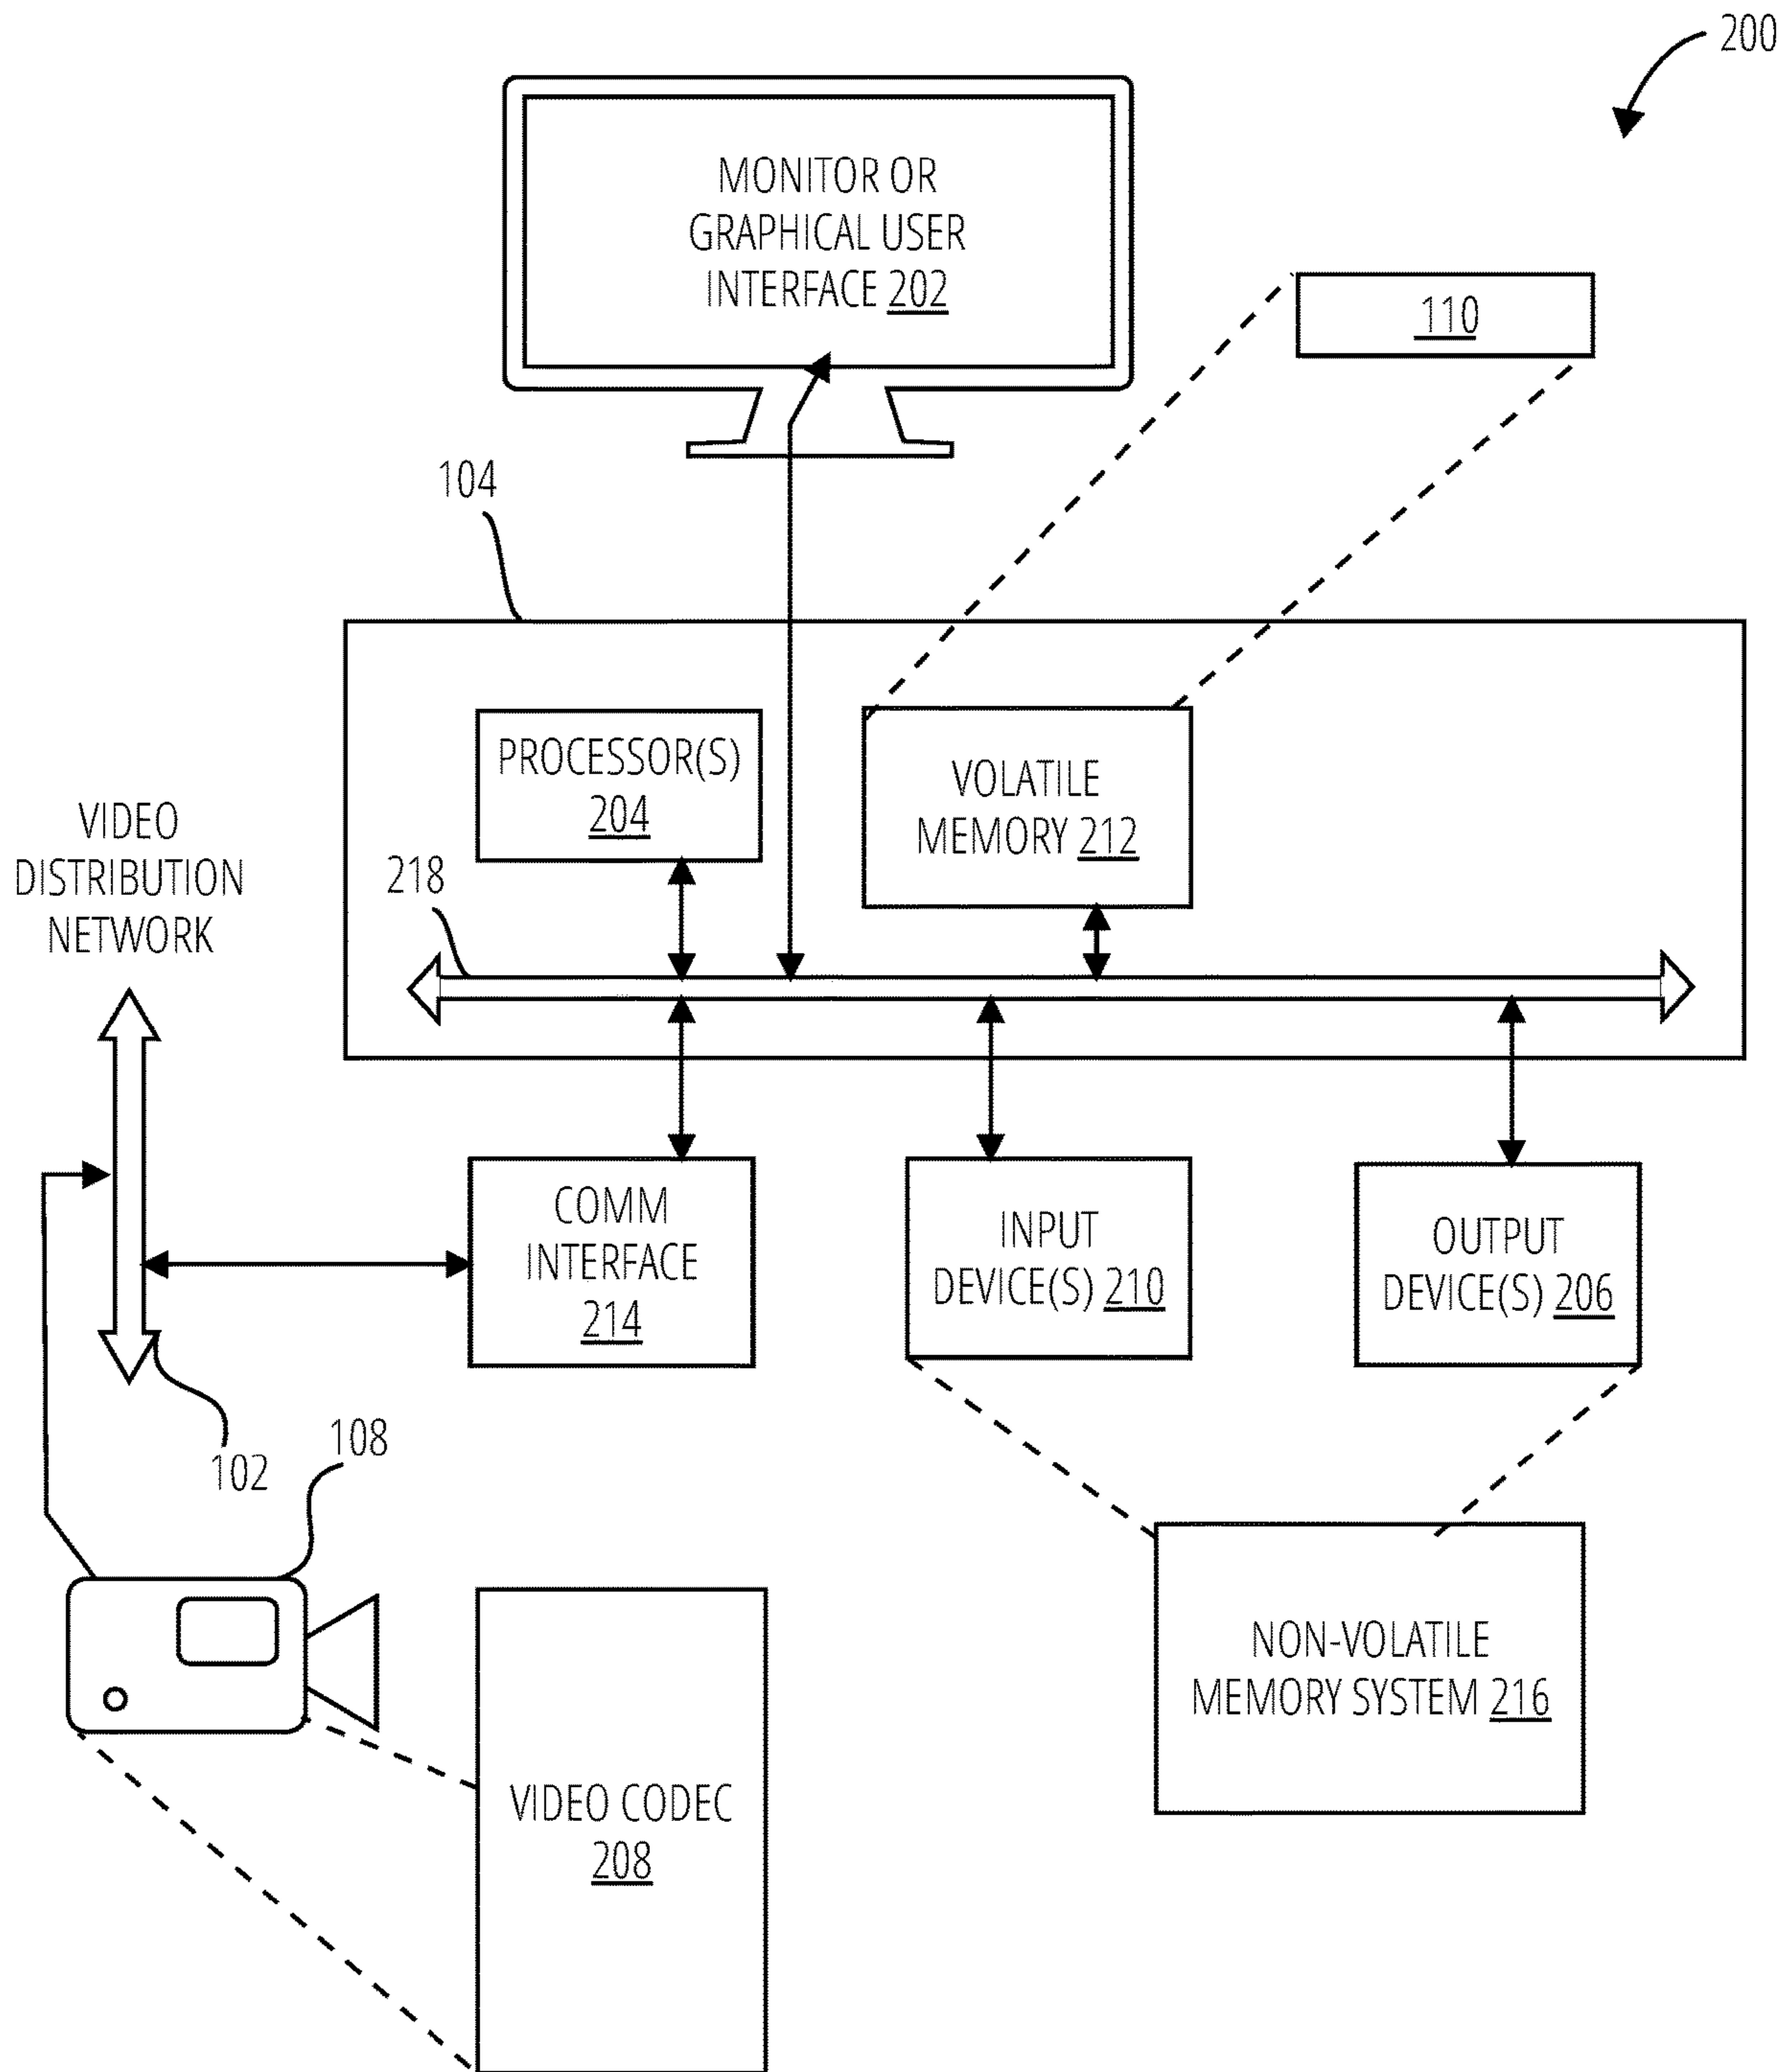 200
MONITOR OR
GRAPHICAL USER
INTERFACE 202
110
104
PROCESSOR(S)
204
VOLATILE
MEMORY 212
VIDEO
DISTRIBUTION
NETWORK
218
COMM
INTERFACE
214
INPUT
DEVICE(S) 210
OUTPUT
DEVICE(S) 206
102
108
NON-VOLATILE
MEMORY SYSTEM 216
VIDEO CODEC
208